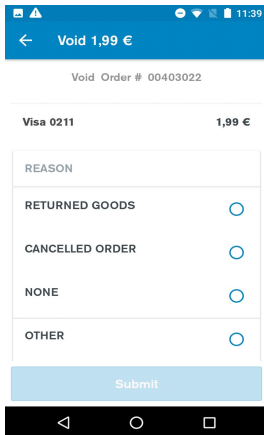 11:39
Void 1,99 €
Void Order # 00403022
Visa 0211 1,99 €
REASON
RETURNED GOODS
CANCELLED ORDER
NONE
OTHER
Submit